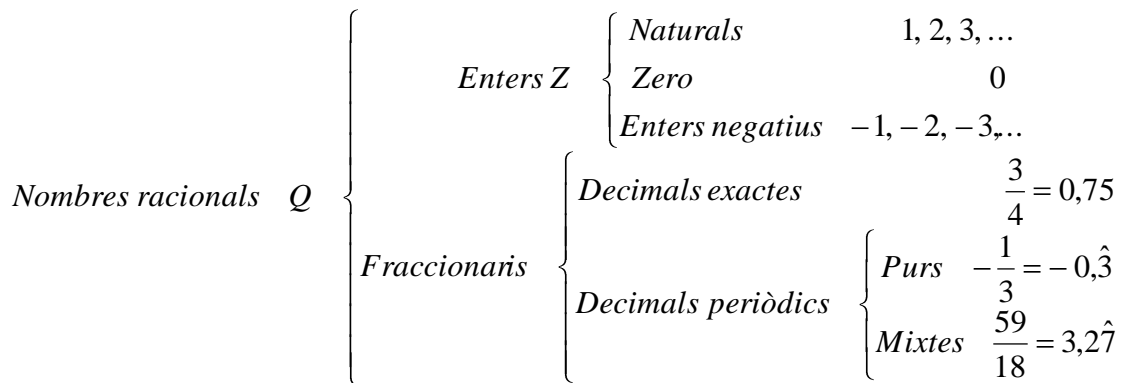 Naturals 1, 2, 3, ...
Enters Z Zero 0
Enters negatius −1, −2, −3,...
Nombres racionals Q
Decimals exactes 3/4 = 0,75
Fraccionaris
Purs −1/3 = −0,3̂
Decimals periòdics
Mixtes 59/18 = 3,27̂